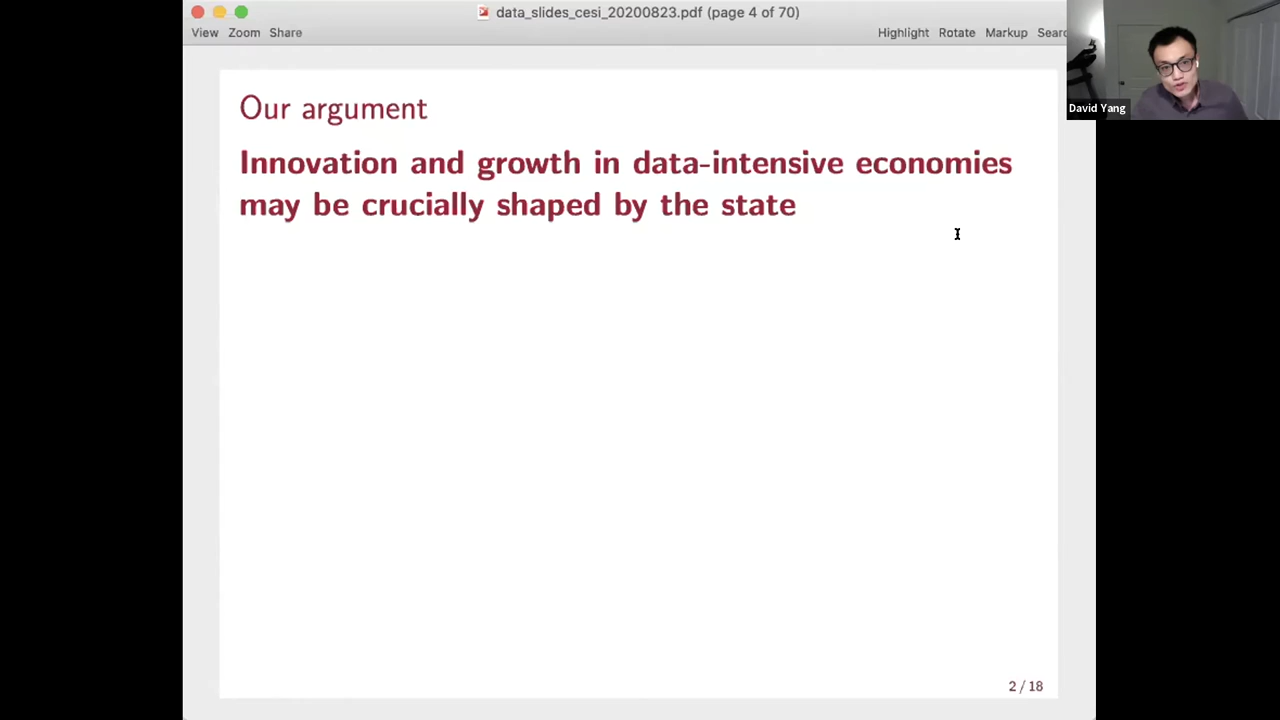 data_slides_cesi_20200823.pdf (page 4 of 70)
View Zoom Share Highlight Rotate Markup Sear
David Yang
Our argument
Innovation and growth in data-intensive economies
may be crucially shaped by the state
2 / 18